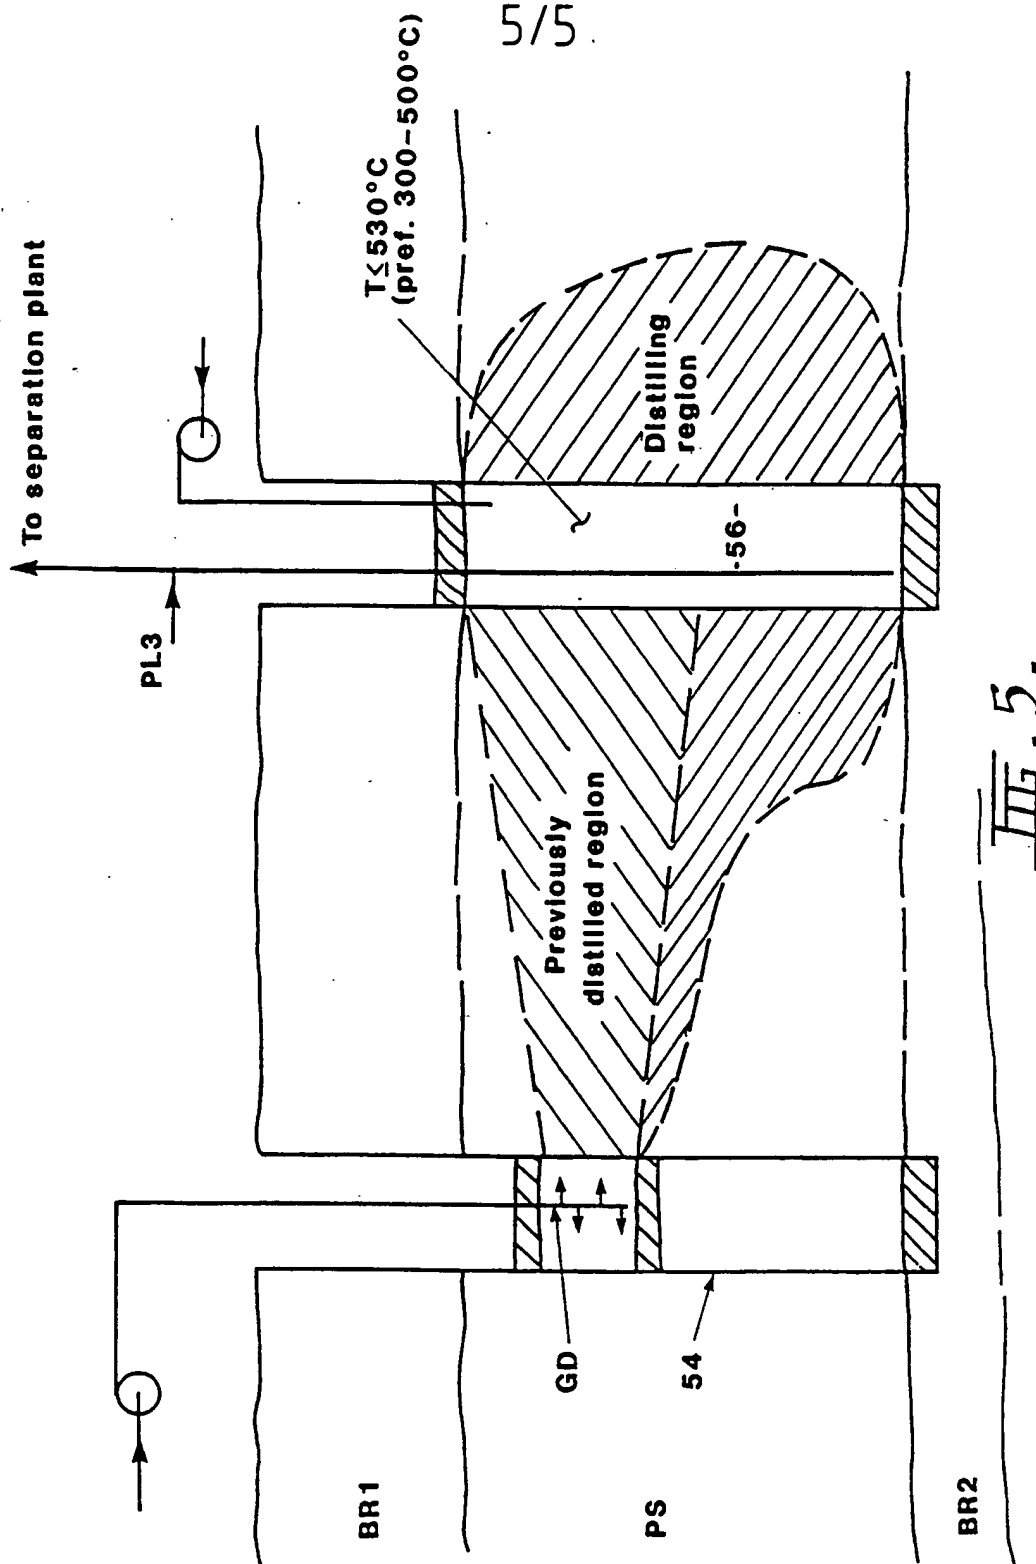 5/5
To separation plant
PL3
T≤530°C
(pref. 300-500°C)
Distilling
region
-56-
Previously
distilled region
GD
54
BR1
PS
BR2
FIG. 5.